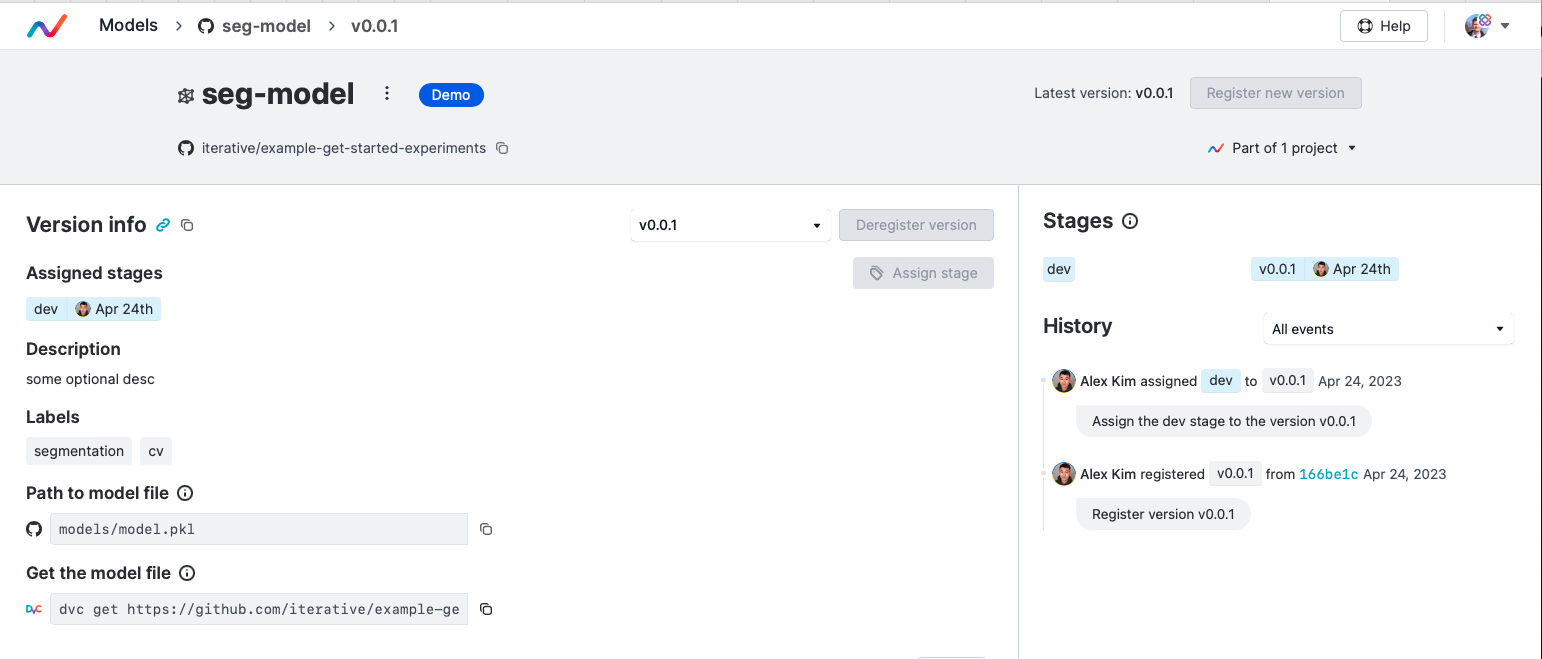 Models > seg-model > v0.0.1
Help
seg-model
Demo
Latest version: v0.0.1
Register new version
iterative/example-get-started-experiments
Part of 1 project
Version info
v0.0.1
Deregister version
Assigned stages
Assign stage
dev Apr 24th
Description
some optional desc
Labels
segmentation cv
Path to model file
models/model.pkl
Get the model file
DVC
dvc get https://github.com/iterative/example-ge
Stages
dev
v0.0.1 Apr 24th
History
All events
Alex Kim assigned dev to v0.0.1 Apr 24, 2023
Assign the dev stage to the version v0.0.1
Alex Kim registered v0.0.1 from 166be1c Apr 24, 2023
Register version v0.0.1